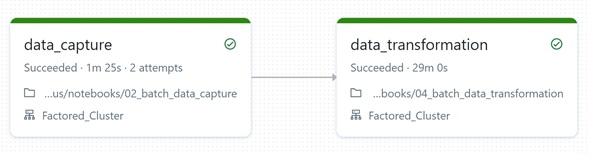 data_capture
Succeeded · 1m 25s · 2 attempts
...us/notebooks/02_batch_data_capture
Factored_Cluster
data_transformation
Succeeded · 29m 0s
...books/04_batch_data_transformation
Factored_Cluster